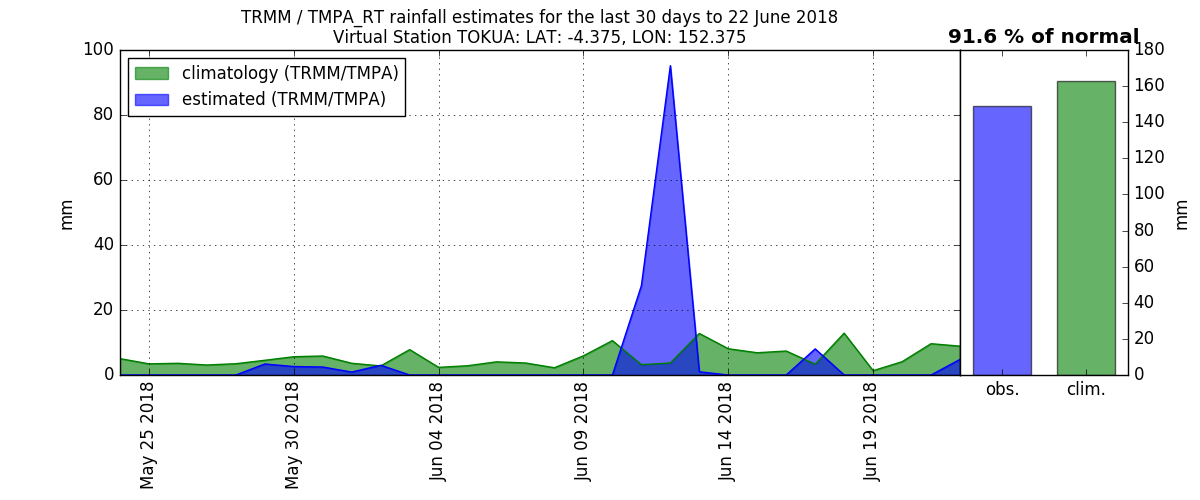 TRMM / TMPA_RT rainfall estimates for the last 30 days to 22 June 2018
Virtual Station TOKUA: LAT: -4.375, LON: 152.375
91.6 % of normal
climatology (TRMM/TMPA)
estimated (TRMM/TMPA)
mm
100
80
60
40
20
0
May 25 2018
May 30 2018
Jun 04 2018
Jun 09 2018
Jun 14 2018
Jun 19 2018
180
160
140
120
100
80
60
40
20
0
mm
obs.
clim.